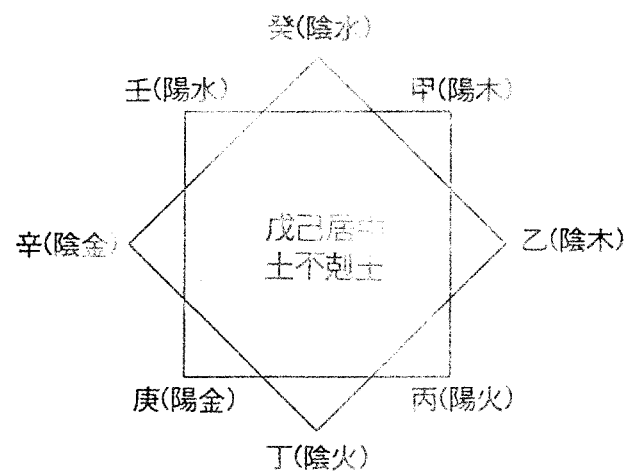 癸(陰水)
壬(陽水)
甲(陽木)
辛(陰金)
戊己居中
土不剋土
乙(陰木)
庚(陽金)
丙(陽火)
丁(陰火)